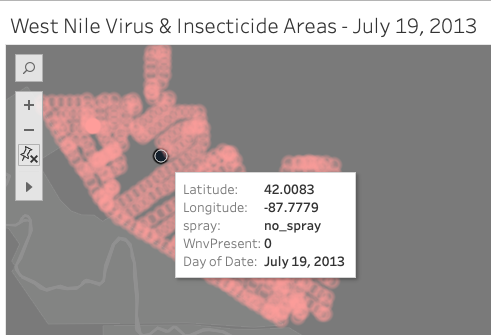 West Nile Virus & Insecticide Areas - July 19, 2013
Latitude: 42.0083
Longitude: -87.7779
spray: no_spray
WnvPresent: 0
Day of Date: July 19, 2013